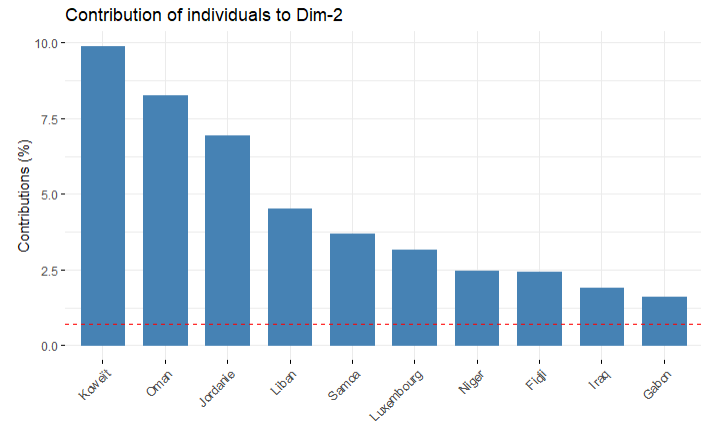 Contribution of individuals to Dim-2
Contributions (%)
10.0
7.5
5.0
2.5
0.0
Koweït
Oman
Jordanie
Liban
Samoa
Luxembourg
Niger
Fidji
Iraq
Gabon